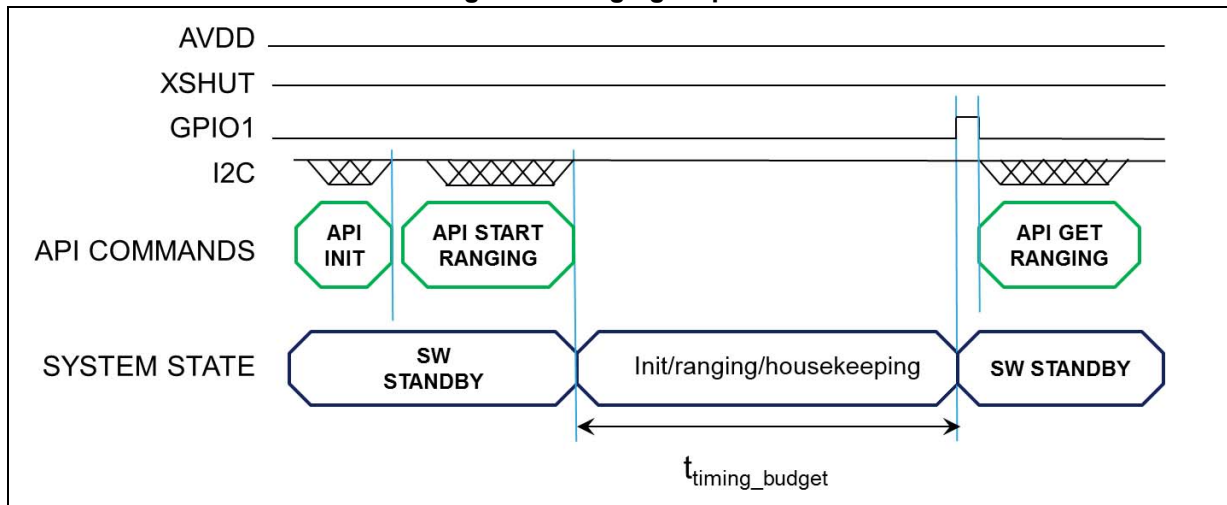 AVDD
XSHUT
GPIO1
I2C
API COMMANDS
API
INIT
API START
RANGING
API GET
RANGING
SYSTEM STATE
SW
STANDBY
Init/ranging/housekeeping
SW STANDBY
t_timing_budget